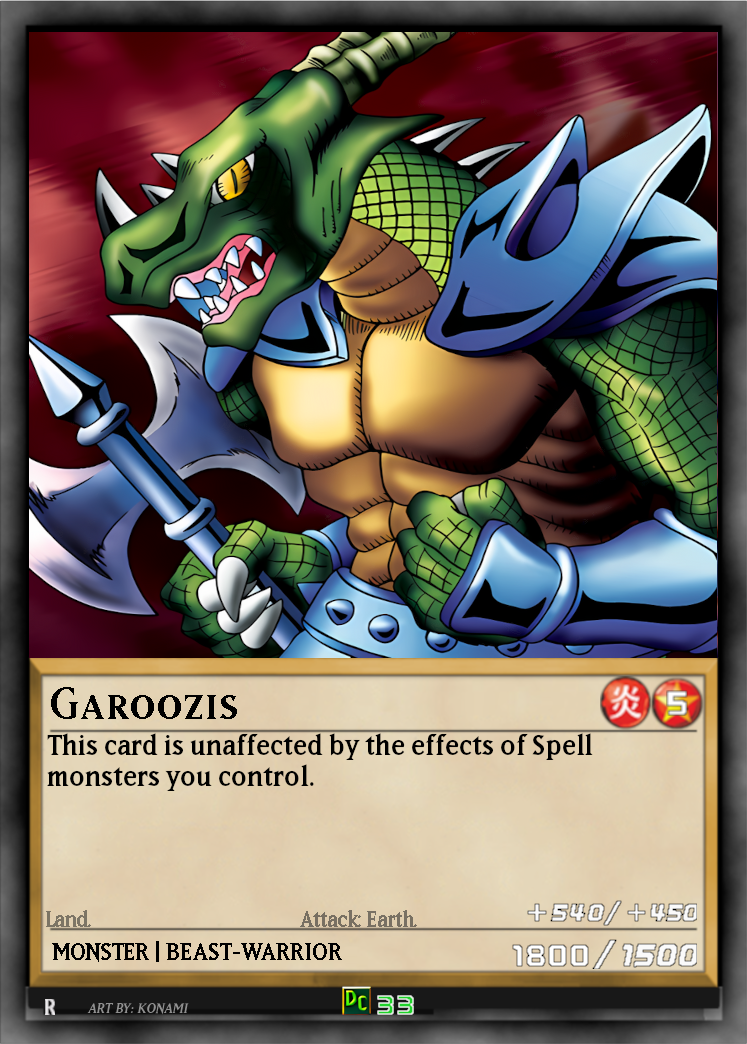 GAROOZIS 炎 5
This card is unaffected by the effects of Spell
monsters you control.
Land. Attack: Earth. +540/+450
MONSTER | BEAST-WARRIOR 1800/1500
R ART BY: KONAMI DC 33